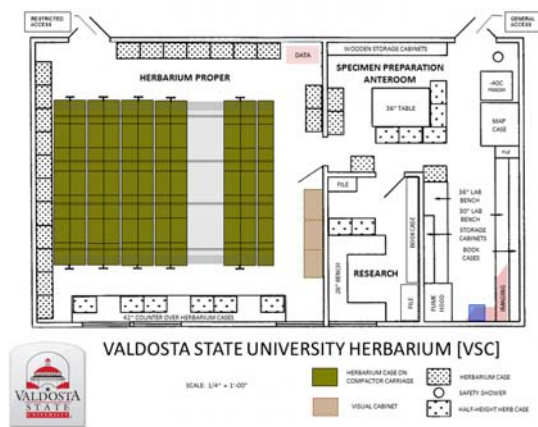 RESTRICTED
ACCESS
GENERAL
ACCESS
WOODEN STORAGE CABINETS
DATA
HERBARIUM PROPER
SPECIMEN PREPARATION
ANTEROOM
-40C
FREEZER
36" TABLE
MAP
CASE
FILE
FILE
36" LAB
BENCH
30" LAB
BENCH
STORAGE
CABINETS
BOOK
CASES
BOOKCASE
RESEARCH
28" BENCH
FILE
FUME
HOOD
IMAGING
42" COUNTER OVER HERBARIUM CASES
VALDOSTA STATE UNIVERSITY HERBARIUM [VSC]
SCALE: 1/4" = 1'-00"
HERBARIUM CASE ON
COMPACTOR CARRIAGE
HERBARIUM CASE
SAFETY SHOWER
VISUAL CABINET
HALF-HEIGHT HERB CASE
VALDOSTA
STATE
UNIVERSITY